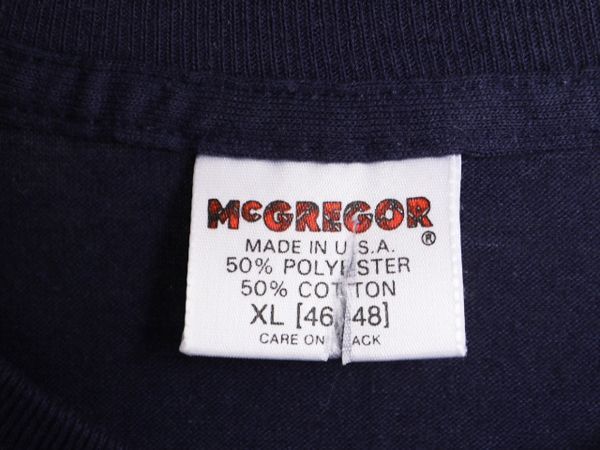 McGREGOR
®
MADE IN U.S.A.
50% POLYESTER
50% COTTON
XL [46-48]
CARE ON BACK